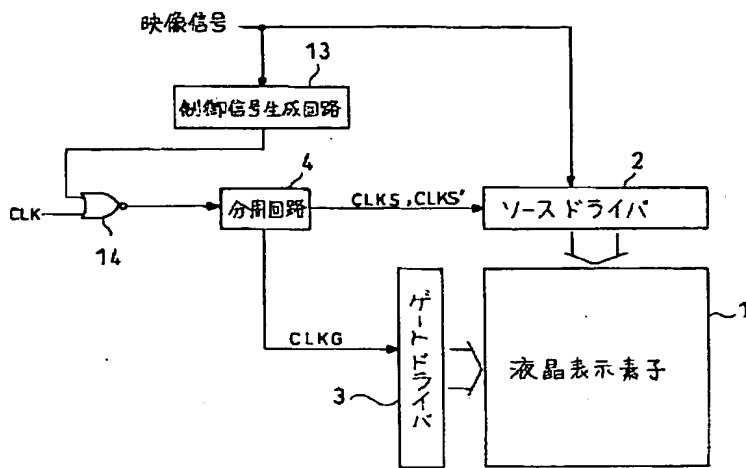 映像信号
13
制御信号生成回路
CLK
14
4
分用回路
CLKS, CLKS'
2
ソースドライバ
CLKG
3
ゲートドライバ
1
液晶表示素子